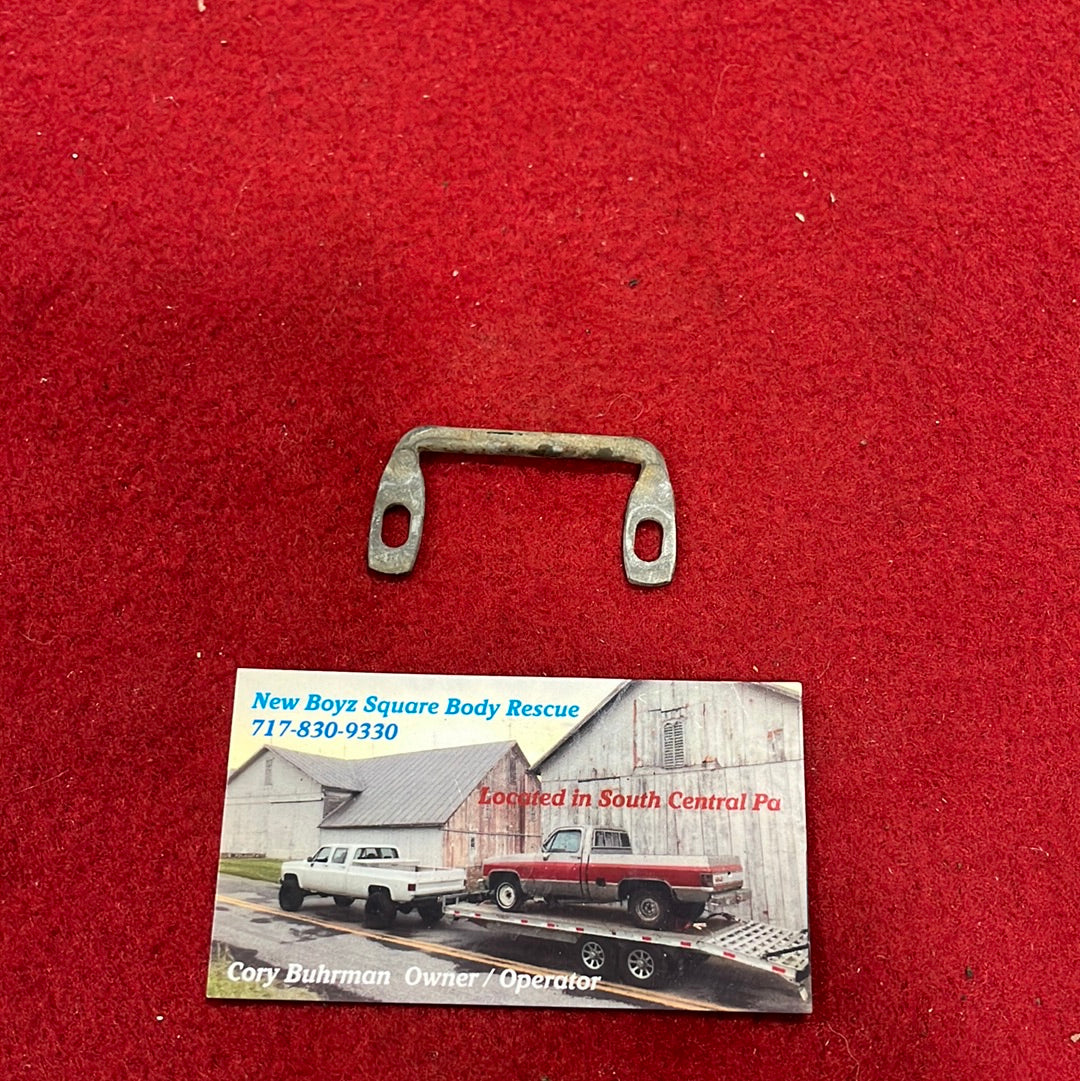 New Boyz Square Body Rescue
717-830-9330
Located in South Central Pa
Cory Buhrman Owner / Operator